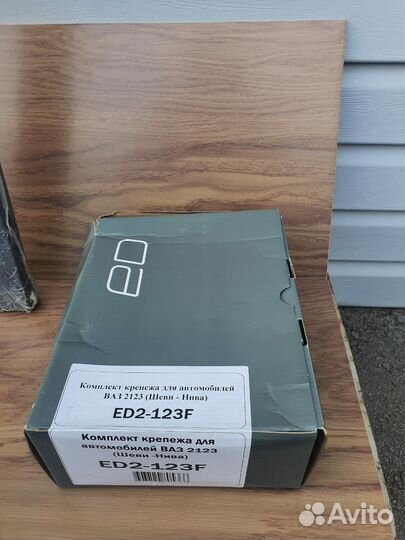 ED
Комплект крепежа для автомобилей
ВАЗ 2123 (Шеви - Нива)
ED2-123F
Комплект крепежа для
автомобилей ВАЗ 2123
(Шеви -Нива)
ED2-123F
Avito